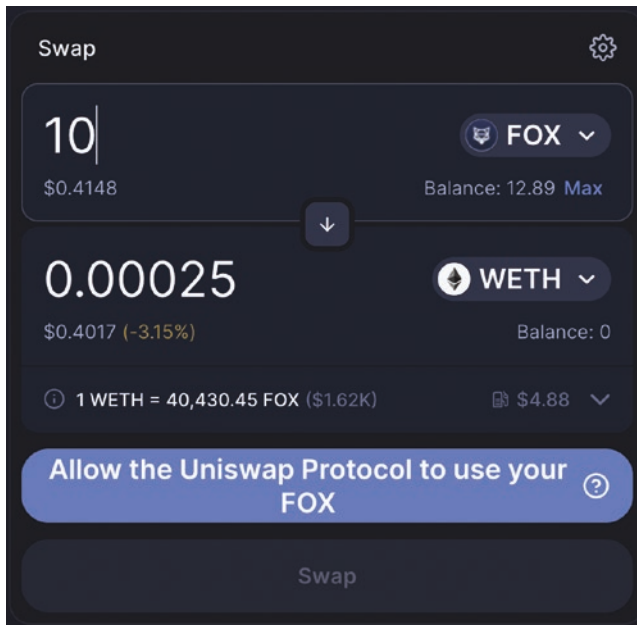 Swap
10 FOX
$0.4148 Balance: 12.89 Max
0.00025 WETH
$0.4017 (-3.15%) Balance: 0
1 WETH = 40,430.45 FOX ($1.62K) $4.88
Allow the Uniswap Protocol to use your
FOX
Swap